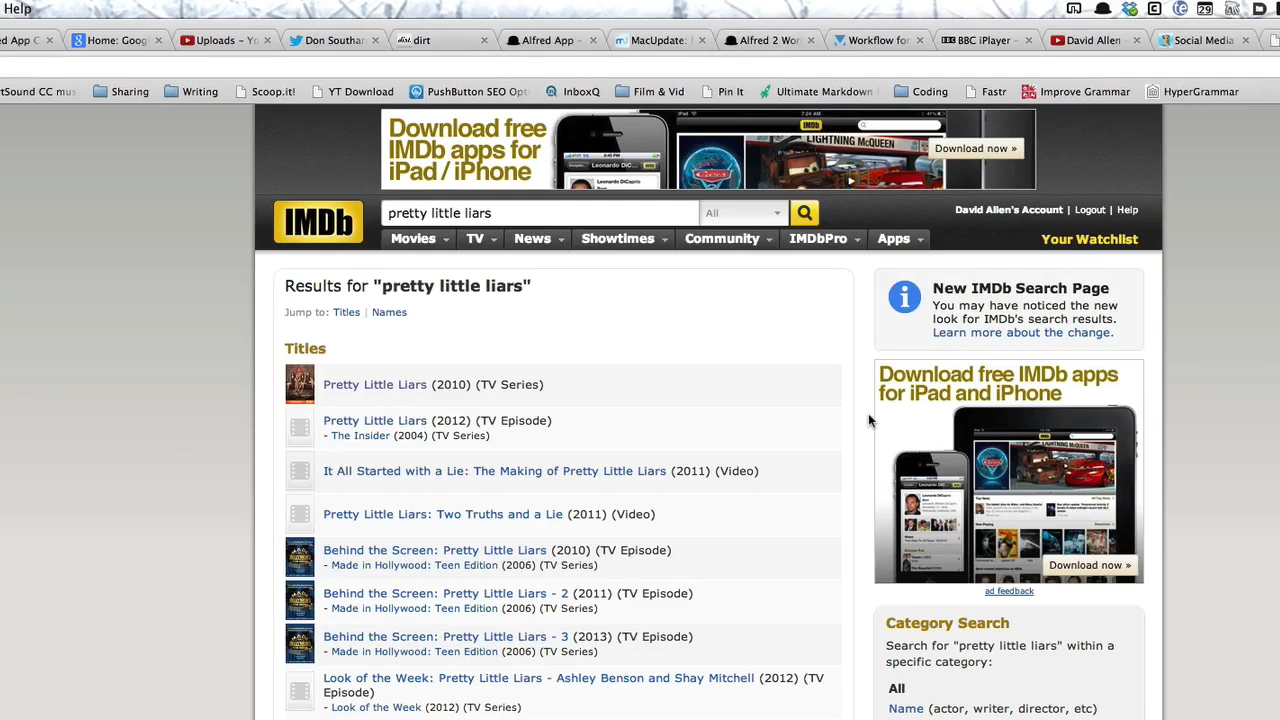 Help
ed App C
Home: Goog
Uploads – Yo
Don Southar
dirt
Alfred App –
MacUpdate:
Alfred 2 Wor
Workflow for
BBC iPlayer –
David Allen –
Social Media
rtSound CC mus
Sharing
Writing
Scoop.it!
YT Download
PushButton SEO Opt
InboxQ
Film & Vid
Pin It
Ultimate Markdown
Coding
Fastr
Improve Grammar
HyperGrammar
Download free
IMDb apps for
iPad / iPhone
LIGHTNING McQUEEN
Download now »
IMDb
pretty little liars
All
David Allen's Account | Logout | Help
Movies
TV
News
Showtimes
Community
IMDbPro
Apps
Your Watchlist
Results for "pretty little liars"
Jump to: Titles | Names
Titles
Pretty Little Liars (2010) (TV Series)
Pretty Little Liars (2012) (TV Episode)
- The Insider (2004) (TV Series)
It All Started with a Lie: The Making of Pretty Little Liars (2011) (Video)
Pretty Little Liars: Two Truths and a Lie (2011) (Video)
Behind the Screen: Pretty Little Liars (2010) (TV Episode)
- Made in Hollywood: Teen Edition (2006) (TV Series)
Behind the Screen: Pretty Little Liars - 2 (2011) (TV Episode)
- Made in Hollywood: Teen Edition (2006) (TV Series)
Behind the Screen: Pretty Little Liars - 3 (2013) (TV Episode)
- Made in Hollywood: Teen Edition (2006) (TV Series)
Look of the Week: Pretty Little Liars - Ashley Benson and Shay Mitchell (2012) (TV
Episode)
- Look of the Week (2012) (TV Series)
New IMDb Search Page
You may have noticed the new
look for IMDb's search results.
Learn more about the change.
Download free IMDb apps
for iPad and iPhone
Download now »
ad feedback
Category Search
Search for "pretty little liars" within a
specific category:
All
Name (actor, writer, director, etc)